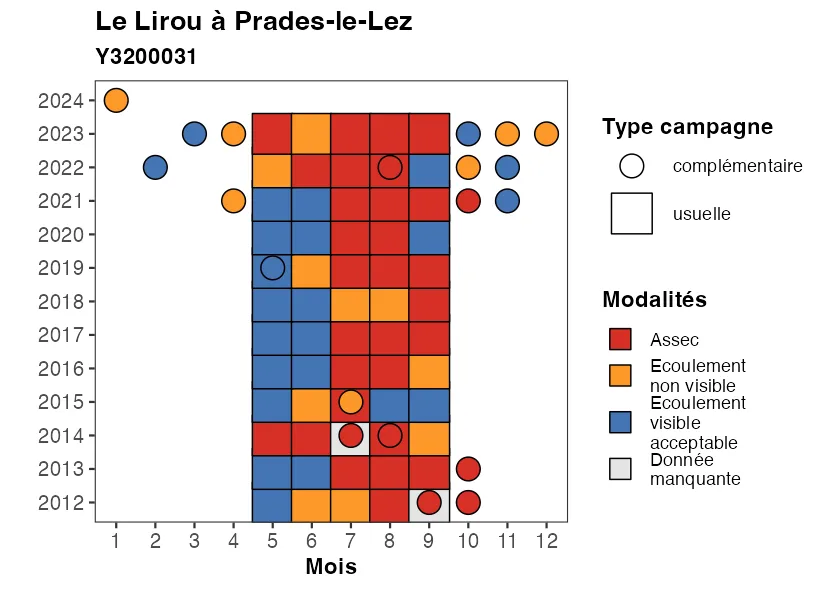 Le Lirou à Prades-le-Lez
Y3200031
2024
2023
2022
2021
2020
2019
2018
2017
2016
2015
2014
2013
2012
1 2 3 4 5 6 7 8 9 10 11 12
Mois
Type campagne
complémentaire
usuelle
Modalités
Assec
Ecoulement
non visible
Ecoulement
visible
acceptable
Donnée
manquante